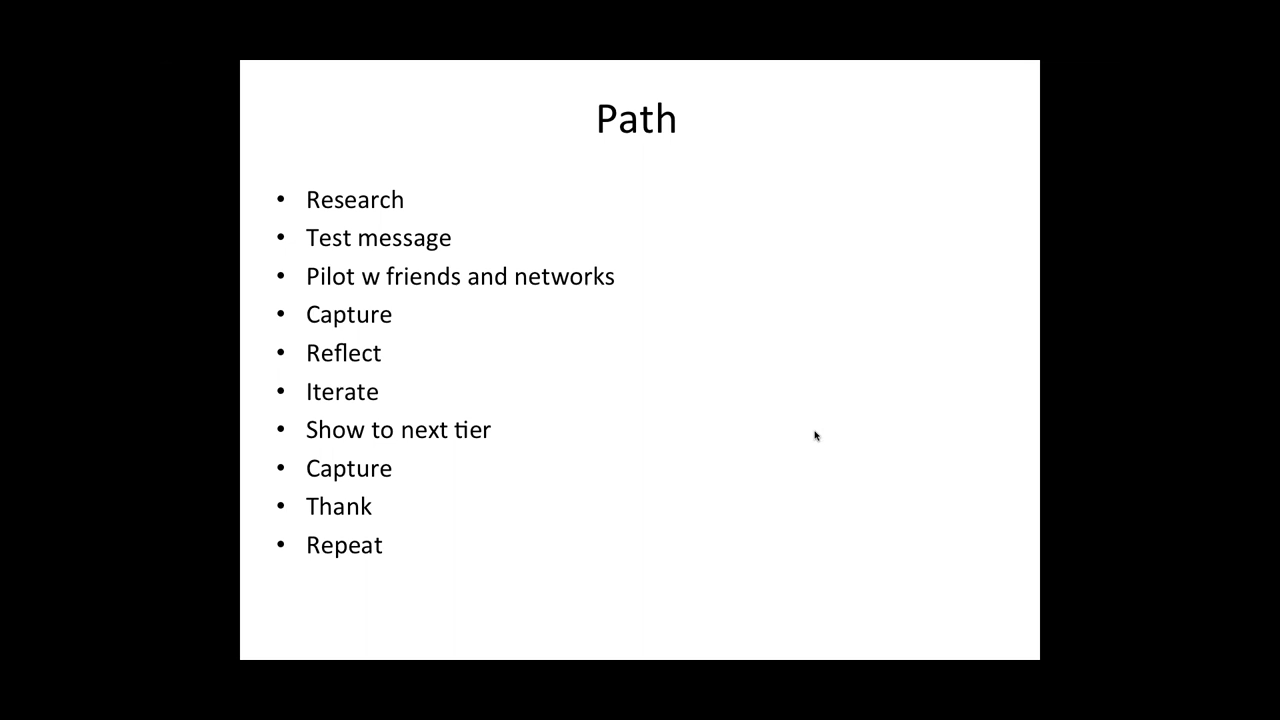 Path
• Research
• Test message
• Pilot w friends and networks
• Capture
• Reflect
• Iterate
• Show to next tier
• Capture
• Thank
• Repeat